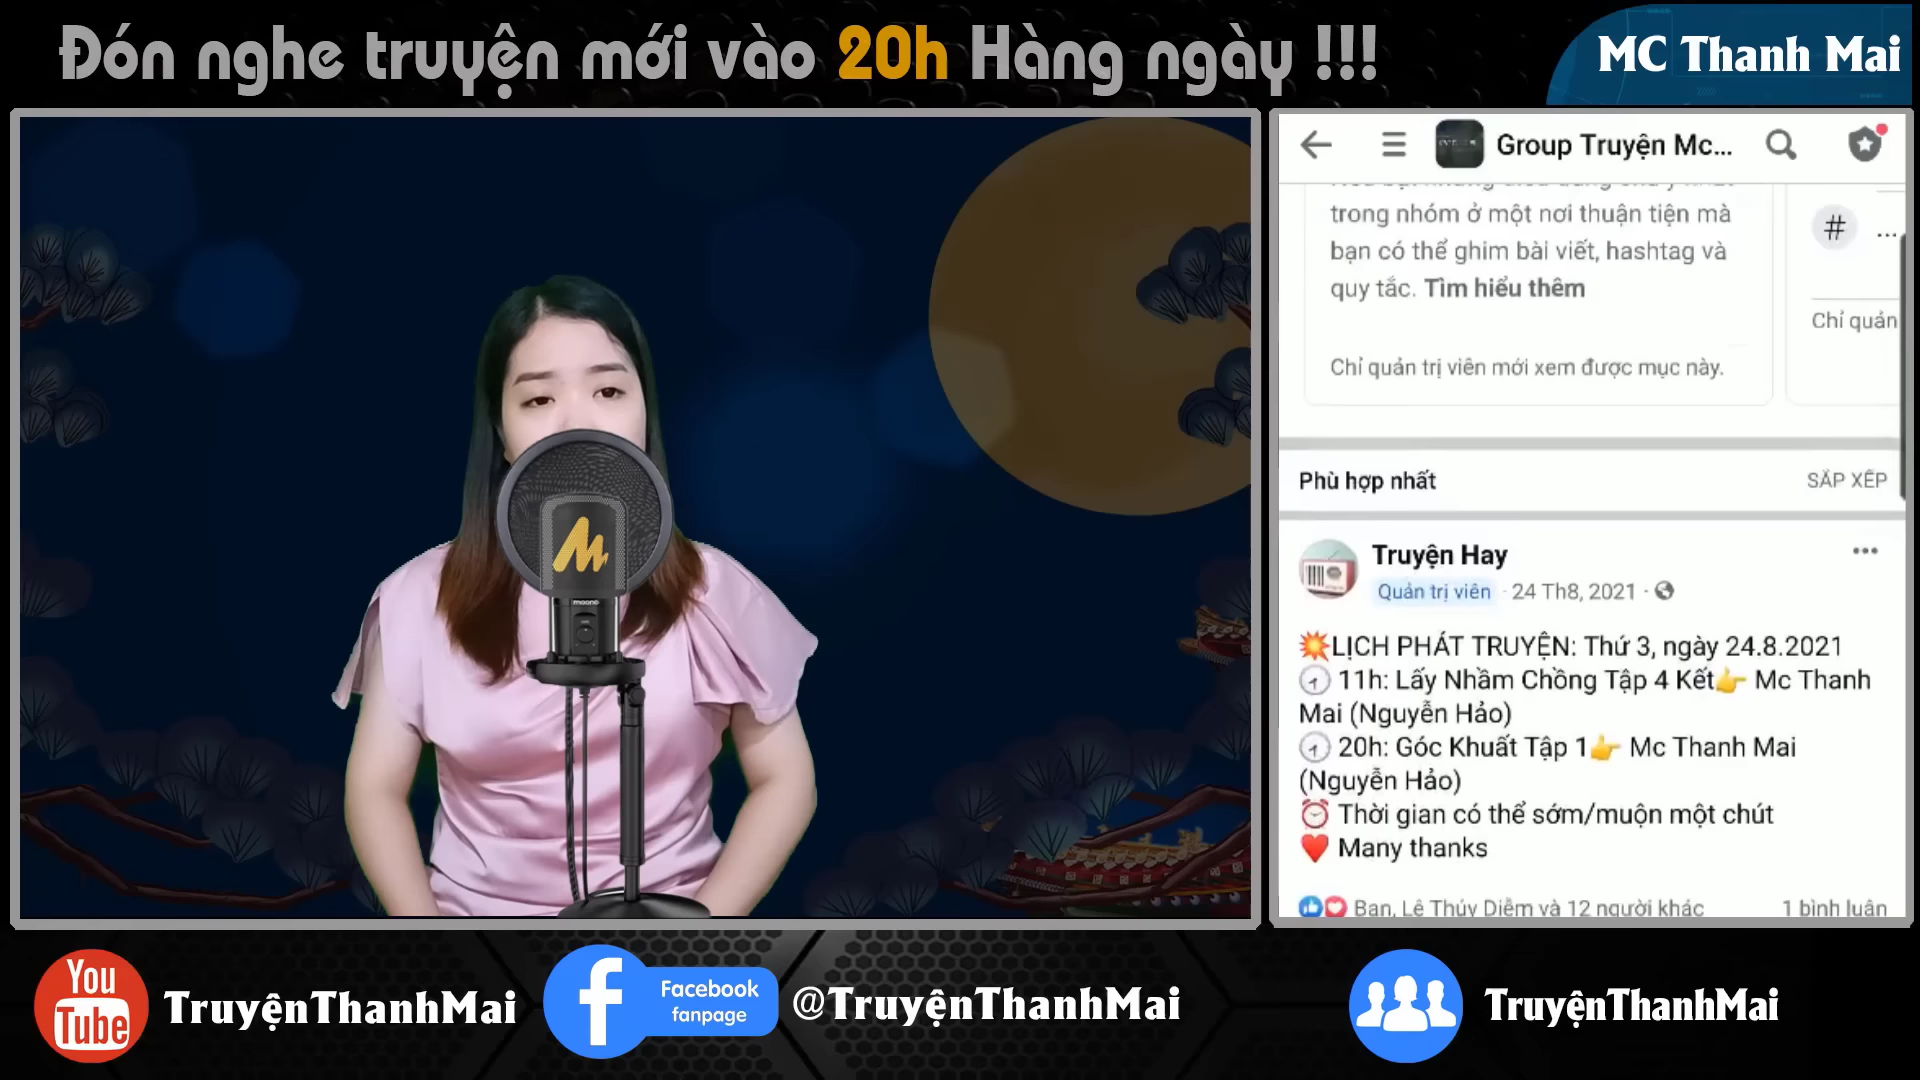 Đón nghe truyện mới vào 20h Hàng ngày !!!
MC Thanh Mai
Group Truyện Mc...
trong nhóm ở một nơi thuận tiện mà
bạn có thể ghim bài viết, hashtag và
quy tắc. Tìm hiểu thêm
Chỉ quản trị viên mới xem được mục này.
#
...
Chỉ quản
Phù hợp nhất
SẮP XẾP
Truyện Hay
Quản trị viên · 24 Th8, 2021 ·
💥LỊCH PHÁT TRUYỆN: Thứ 3, ngày 24.8.2021
🕣 11h: Lấy Nhầm Chồng Tập 4 Kết👉 Mc Thanh
Mai (Nguyễn Hảo)
🕣 20h: Góc Khuất Tập 1👉 Mc Thanh Mai
(Nguyễn Hảo)
⏰ Thời gian có thể sớm/muộn một chút
❤️ Many thanks
Bạn, Lê Thúy Diễm và 12 người khác
1 bình luận
maono
You
Tube
TruyệnThanhMai
f
Facebook
fanpage
@TruyệnThanhMai
TruyệnThanhMai